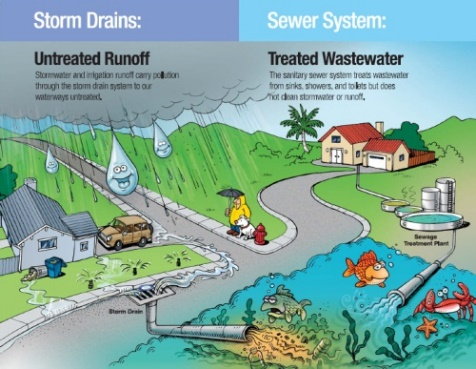 Storm Drains:
Sewer System:
Untreated Runoff
Stormwater and irrigation runoff carry pollution
through the storm drain system to our
waterways untreated.
Treated Wastewater
The sanitary sewer system treats wastewater
from sinks, showers, and toilets but does
not clean stormwater or runoff.
Sewage
Treatment Plant
Storm Drain